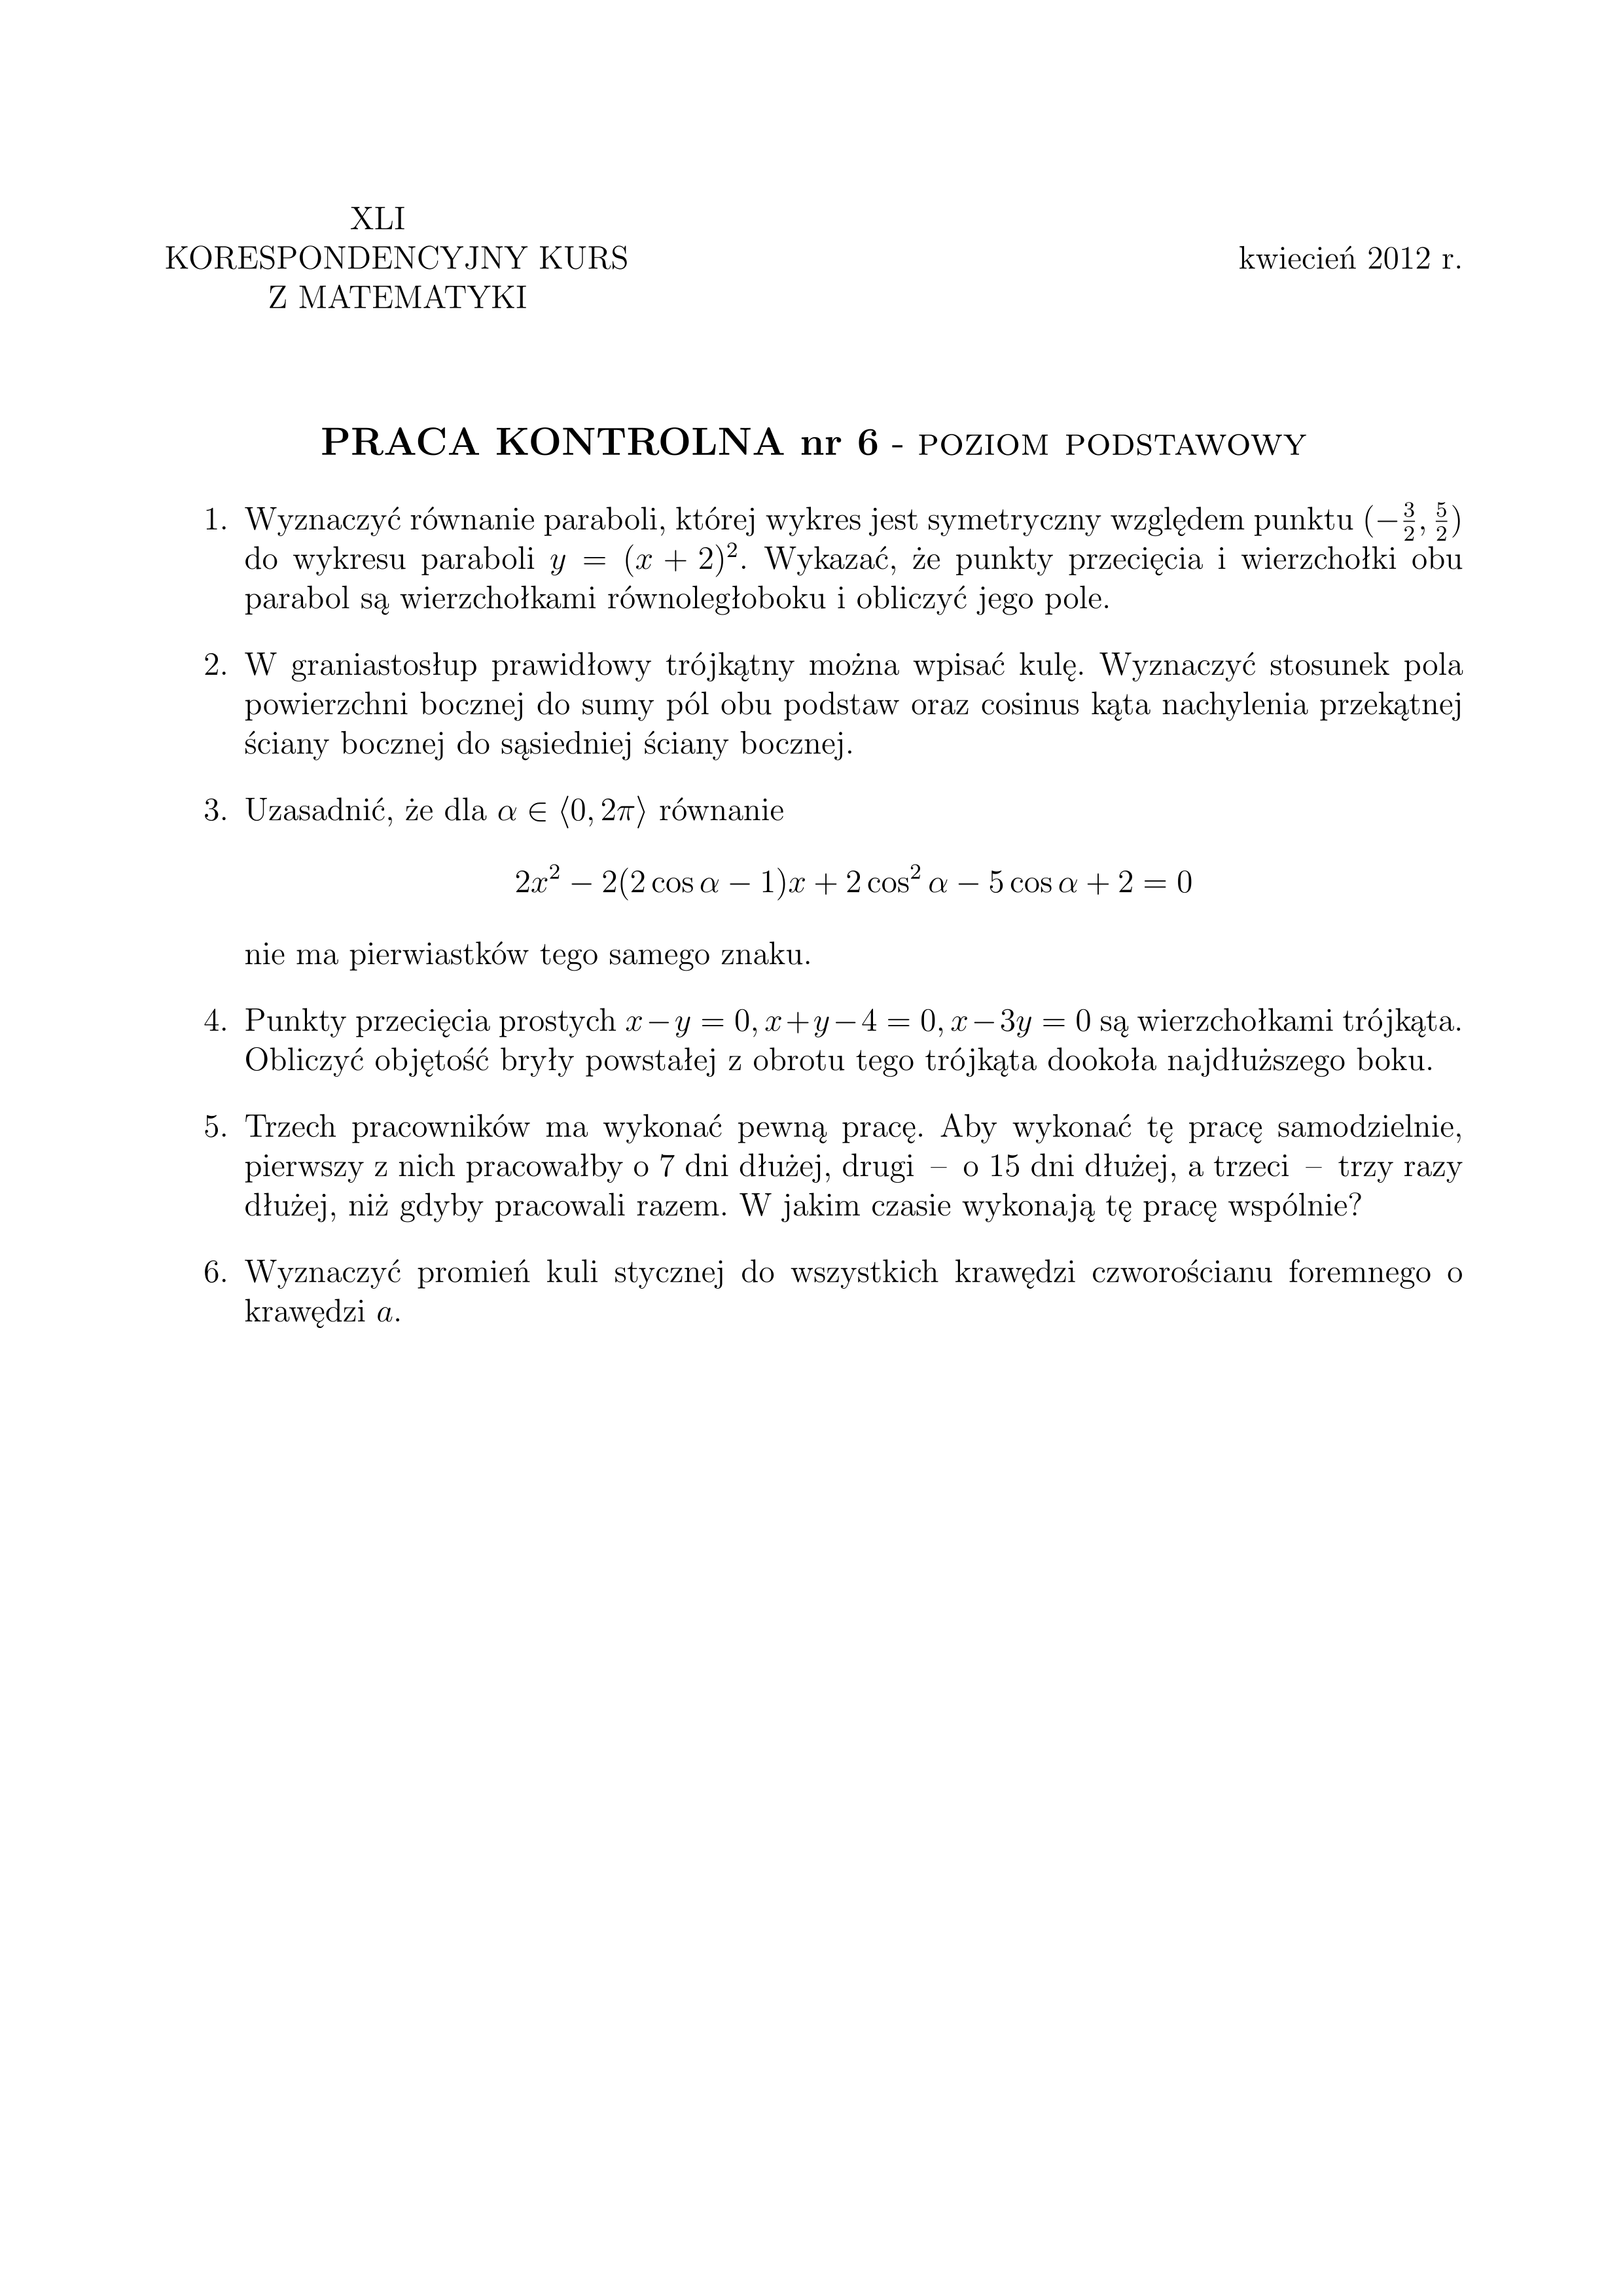 XLI
KORESPONDENCYJNY KURS
Z MATEMATYKI
kwiecień 2012 r.
PRACA KONTROLNA nr 6 - POZIOM PODSTAWOWY
1. Wyznaczyć równanie paraboli, której wykres jest symetryczny względem punktu $(-\frac{3}{2}, \frac{5}{2})$
do wykresu paraboli $y = (x + 2)^2$. Wykazać, że punkty przecięcia i wierzchołki obu
parabol są wierzchołkami równoległoboku i obliczyć jego pole.
2. W graniastosłup prawidłowy trójkątny można wpisać kulę. Wyznaczyć stosunek pola
powierzchni bocznej do sumy pól obu podstaw oraz cosinus kąta nachylenia przekątnej
ściany bocznej do sąsiedniej ściany bocznej.
3. Uzasadnić, że dla $\alpha \in \langle 0, 2\pi \rangle$ równanie
$2x^2 - 2(2\cos\alpha - 1)x + 2\cos^2\alpha - 5\cos\alpha + 2 = 0$
nie ma pierwiastków tego samego znaku.
4. Punkty przecięcia prostych $x - y = 0, x + y - 4 = 0, x - 3y = 0$ są wierzchołkami trójkąta.
Obliczyć objętość bryły powstałej z obrotu tego trójkąta dookoła najdłuższego boku.
5. Trzech pracowników ma wykonać pewną pracę. Aby wykonać tę pracę samodzielnie,
pierwszy z nich pracowałby o 7 dni dłużej, drugi – o 15 dni dłużej, a trzeci – trzy razy
dłużej, niż gdyby pracowali razem. W jakim czasie wykonają tę pracę wspólnie?
6. Wyznaczyć promień kuli stycznej do wszystkich krawędzi czworościanu foremnego o
krawędzi $a$.